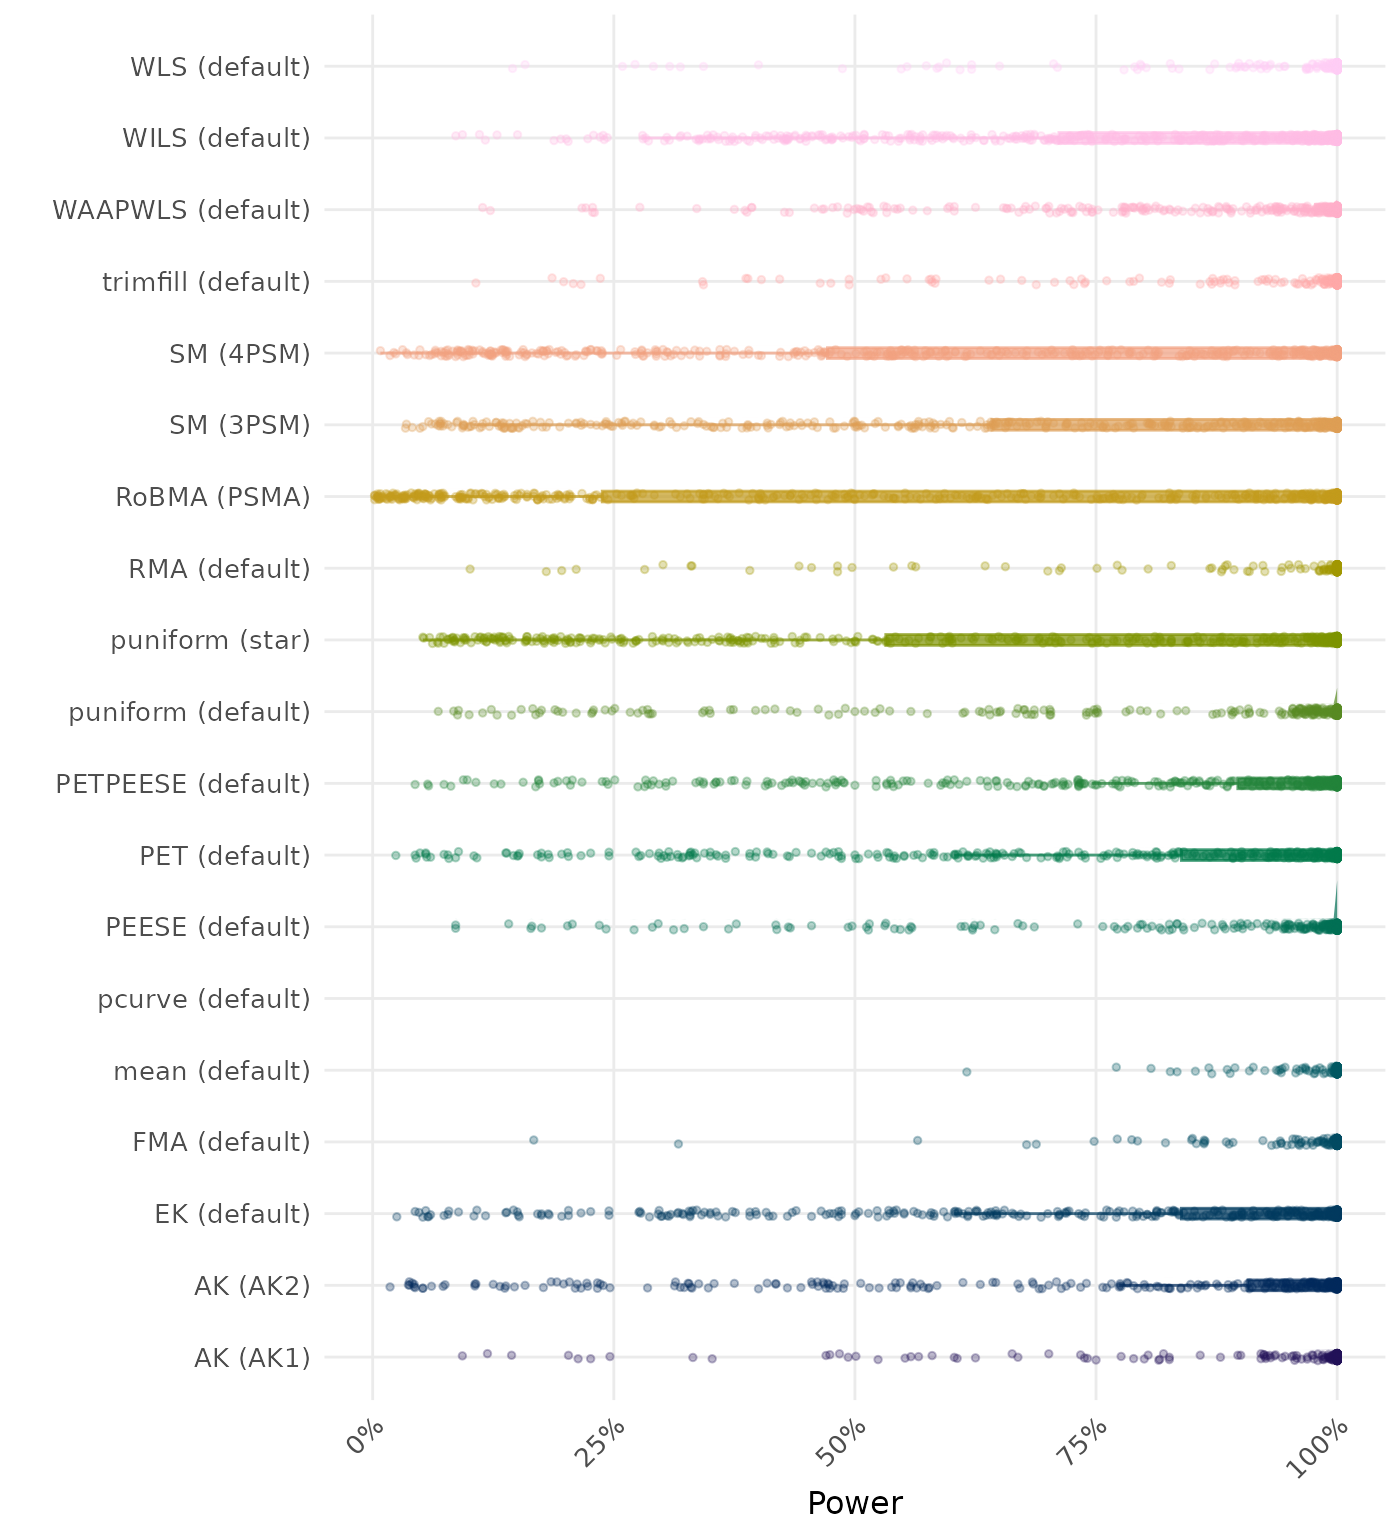 WLS (default)
WILS (default)
WAAPWLS (default)
trimfill (default)
SM (4PSM)
SM (3PSM)
RoBMA (PSMA)
RMA (default)
puniform (star)
puniform (default)
PETPEESE (default)
PET (default)
PEESE (default)
pcurve (default)
mean (default)
FMA (default)
EK (default)
AK (AK2)
AK (AK1)
0% 25% 50% 75% 100%
Power